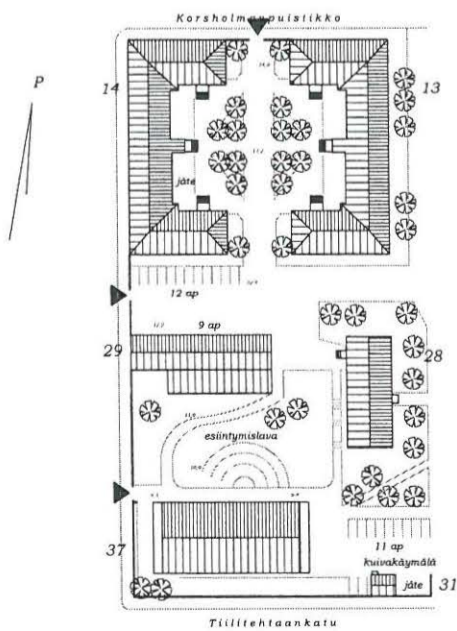 Korsholmanpuistikko
P
14
13
jäte
12 ap
9 ap
29
28
esiintymislava
37
11 ap
kuivakäymälä
jäte
31
Tiilitehtaankatu